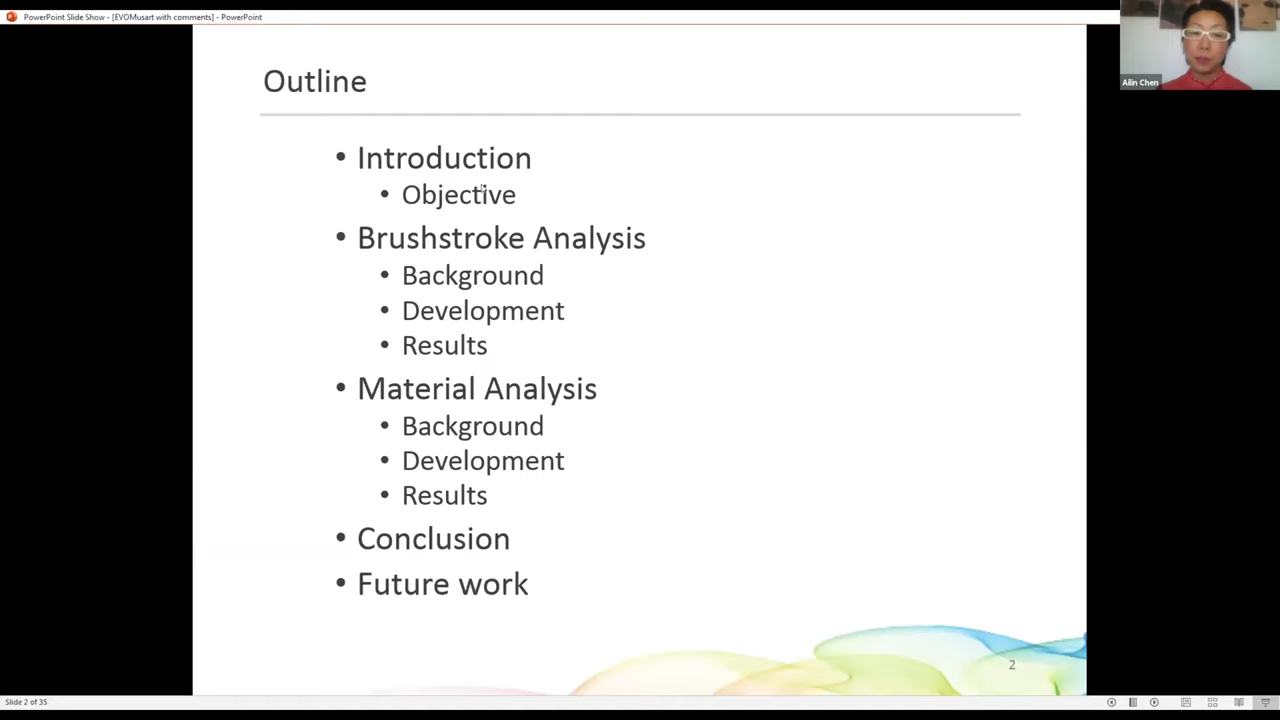 PowerPoint Slide Show - [EVOMusart with comments] - PowerPoint
Ailin Chen
Outline
• Introduction
• Objective
• Brushstroke Analysis
• Background
• Development
• Results
• Material Analysis
• Background
• Development
• Results
• Conclusion
• Future work
2
Slide 2 of 35